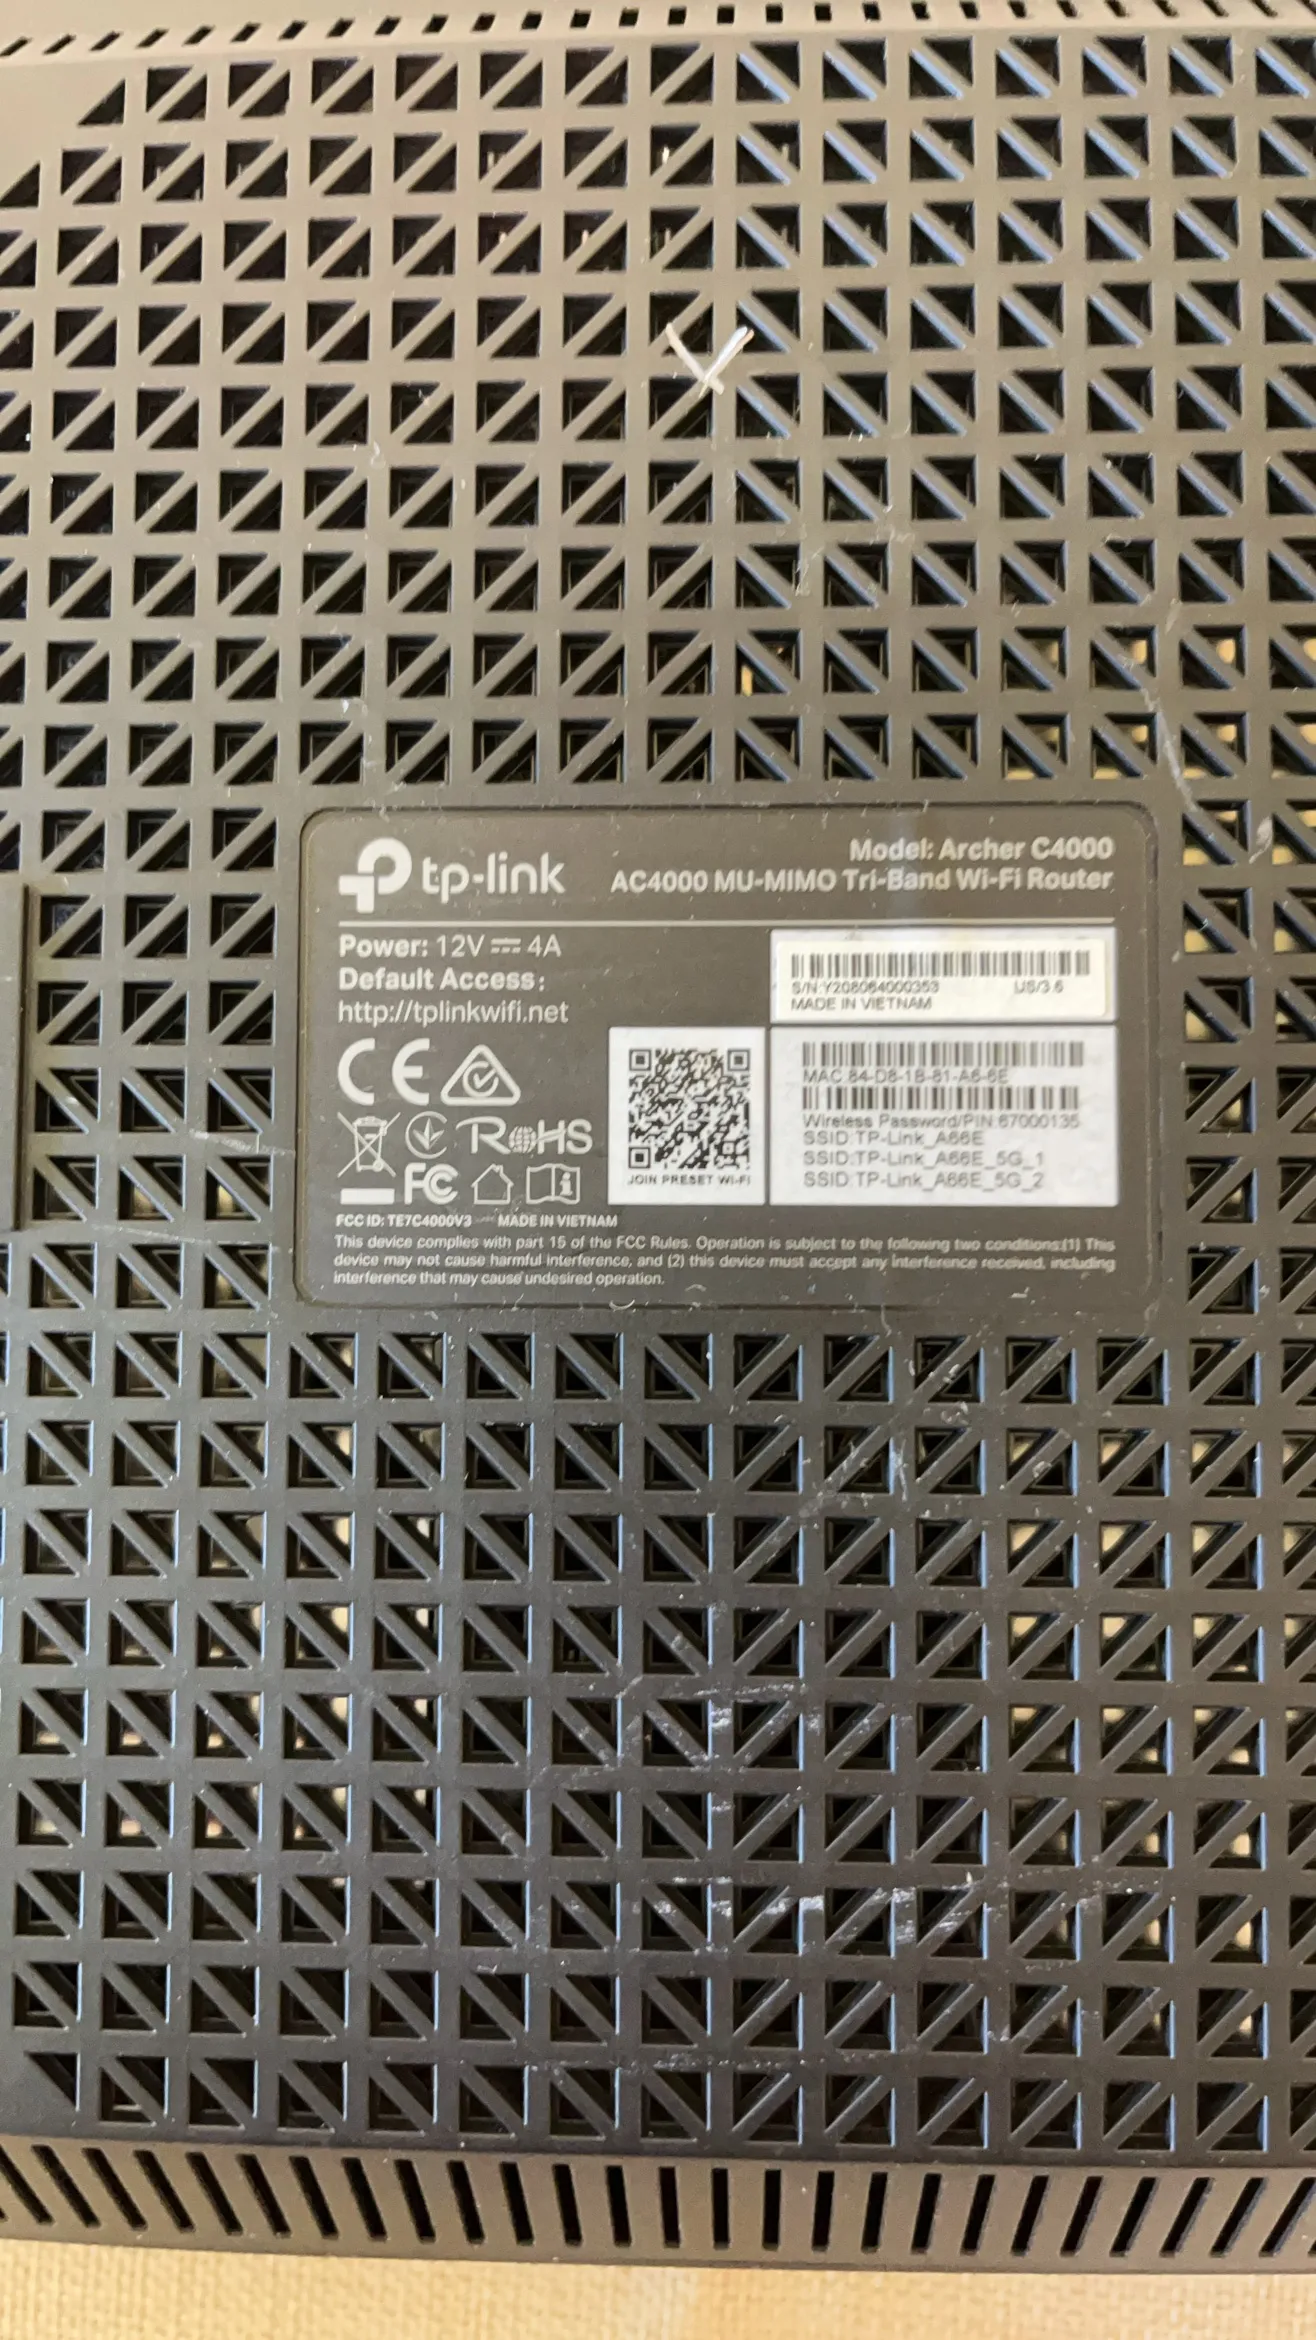 tp-link
Model: Archer C4000
AC4000 MU-MIMO Tri-Band Wi-Fi Router
Power: 12V ⎓ 4A
Default Access:
http://tplinkwifi.net
S/N:Y208064000353 US/3.6
MADE IN VIETNAM
MAC:84-D8-1B-81-A6-6E
Wireless Password/PIN:67000135
SSID:TP-Link_A66E
SSID:TP-Link_A66E_5G_1
SSID:TP-Link_A66E_5G_2
JOIN PRESET WI-FI
CE
RoHS
FC
FCC ID: TE7C4000V3 MADE IN VIETNAM
This device complies with part 15 of the FCC Rules. Operation is subject to the following two conditions:(1) This
device may not cause harmful interference, and (2) this device must accept any interference received, including
interference that may cause undesired operation.